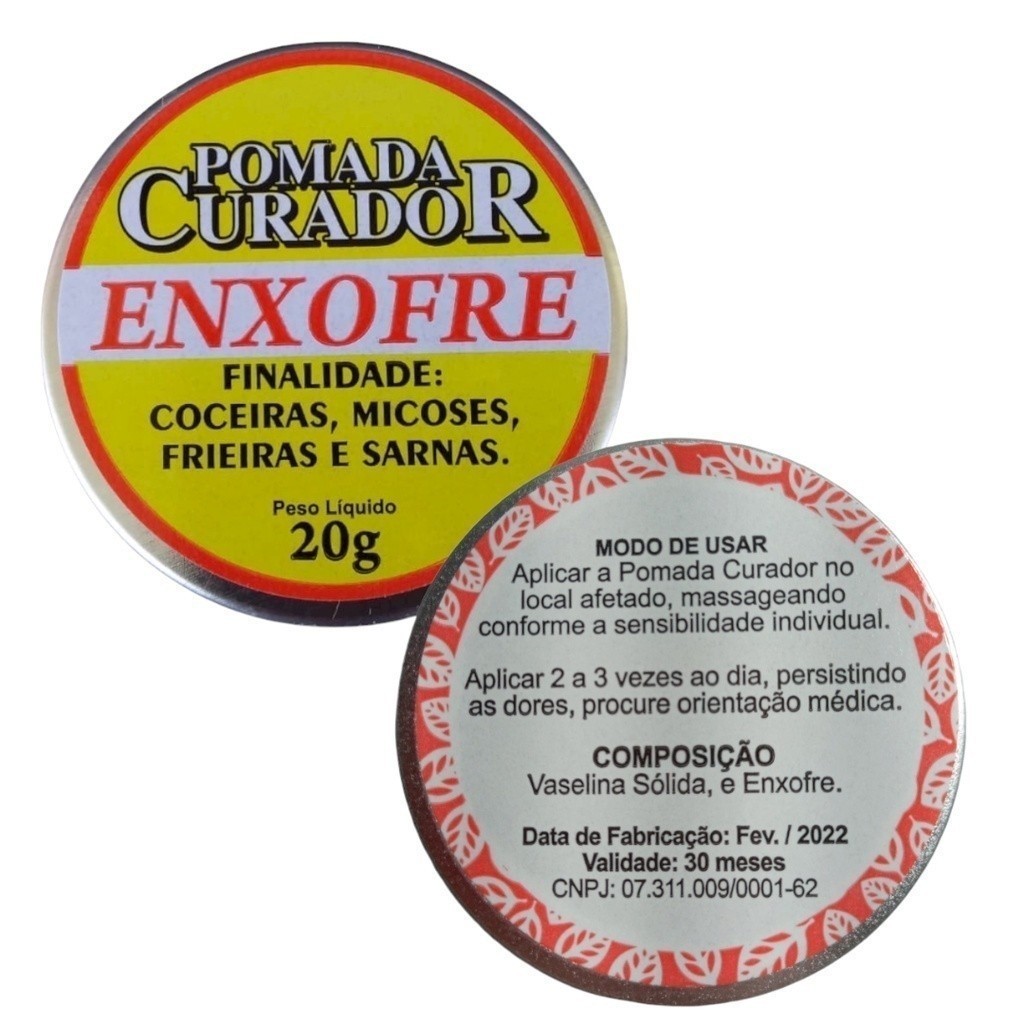 POMADA
CURADOR
ENXOFRE
FINALIDADE:
COCEIRAS, MICOSES,
FRIEIRAS E SARNAS.
Peso Líquido
20g
MODO DE USAR
Aplicar a Pomada Curador no
local afetado, massageando
conforme a sensibilidade individual.
Aplicar 2 a 3 vezes ao dia, persistindo
as dores, procure orientação médica.
COMPOSIÇÃO
Vaselina Sólida, e Enxofre.
Data de Fabricação: Fev. / 2022
Validade: 30 meses
CNPJ: 07.311.009/0001-62